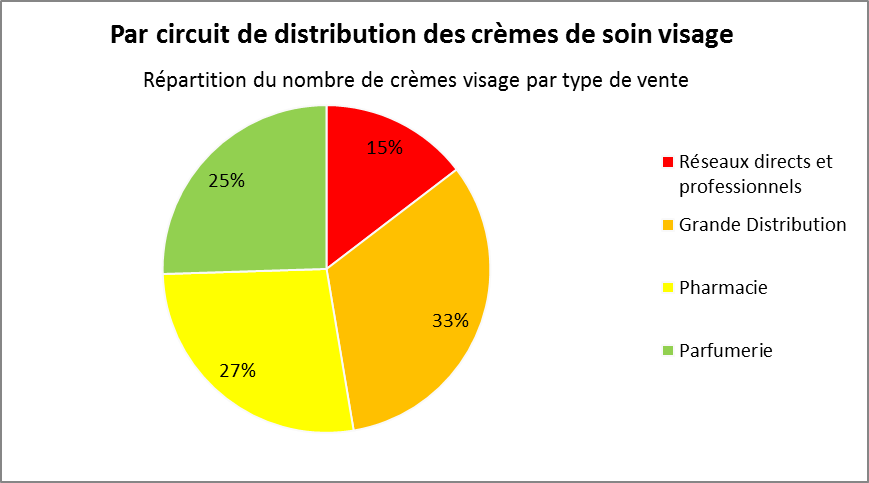 Par circuit de distribution des crèmes de soin visage
Répartition du nombre de crèmes visage par type de vente
15%
25%
33%
27%
Réseaux directs et
professionnels
Grande Distribution
Pharmacie
Parfumerie